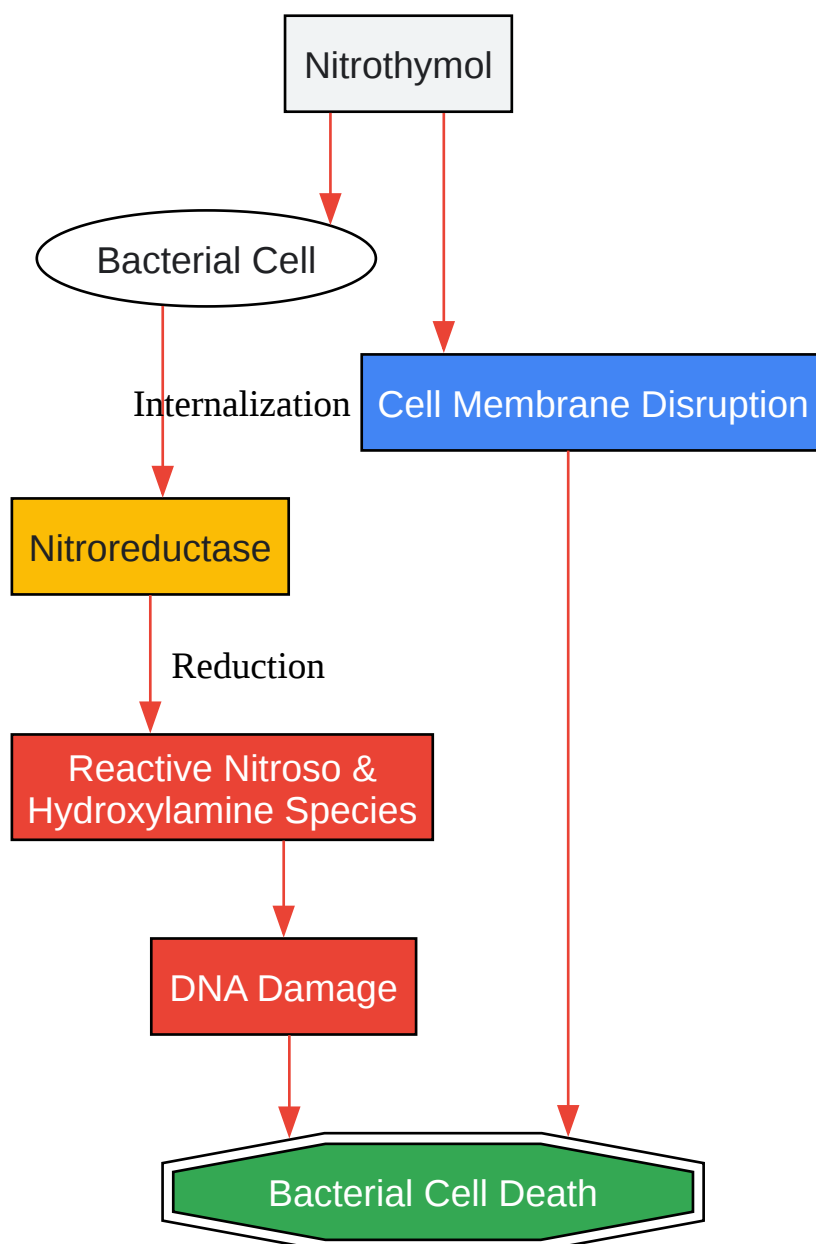 Nitrothymol
Bacterial Cell
Internalization
Cell Membrane Disruption
Nitroreductase
Reduction
Reactive Nitroso &
Hydroxylamine Species
DNA Damage
Bacterial Cell Death